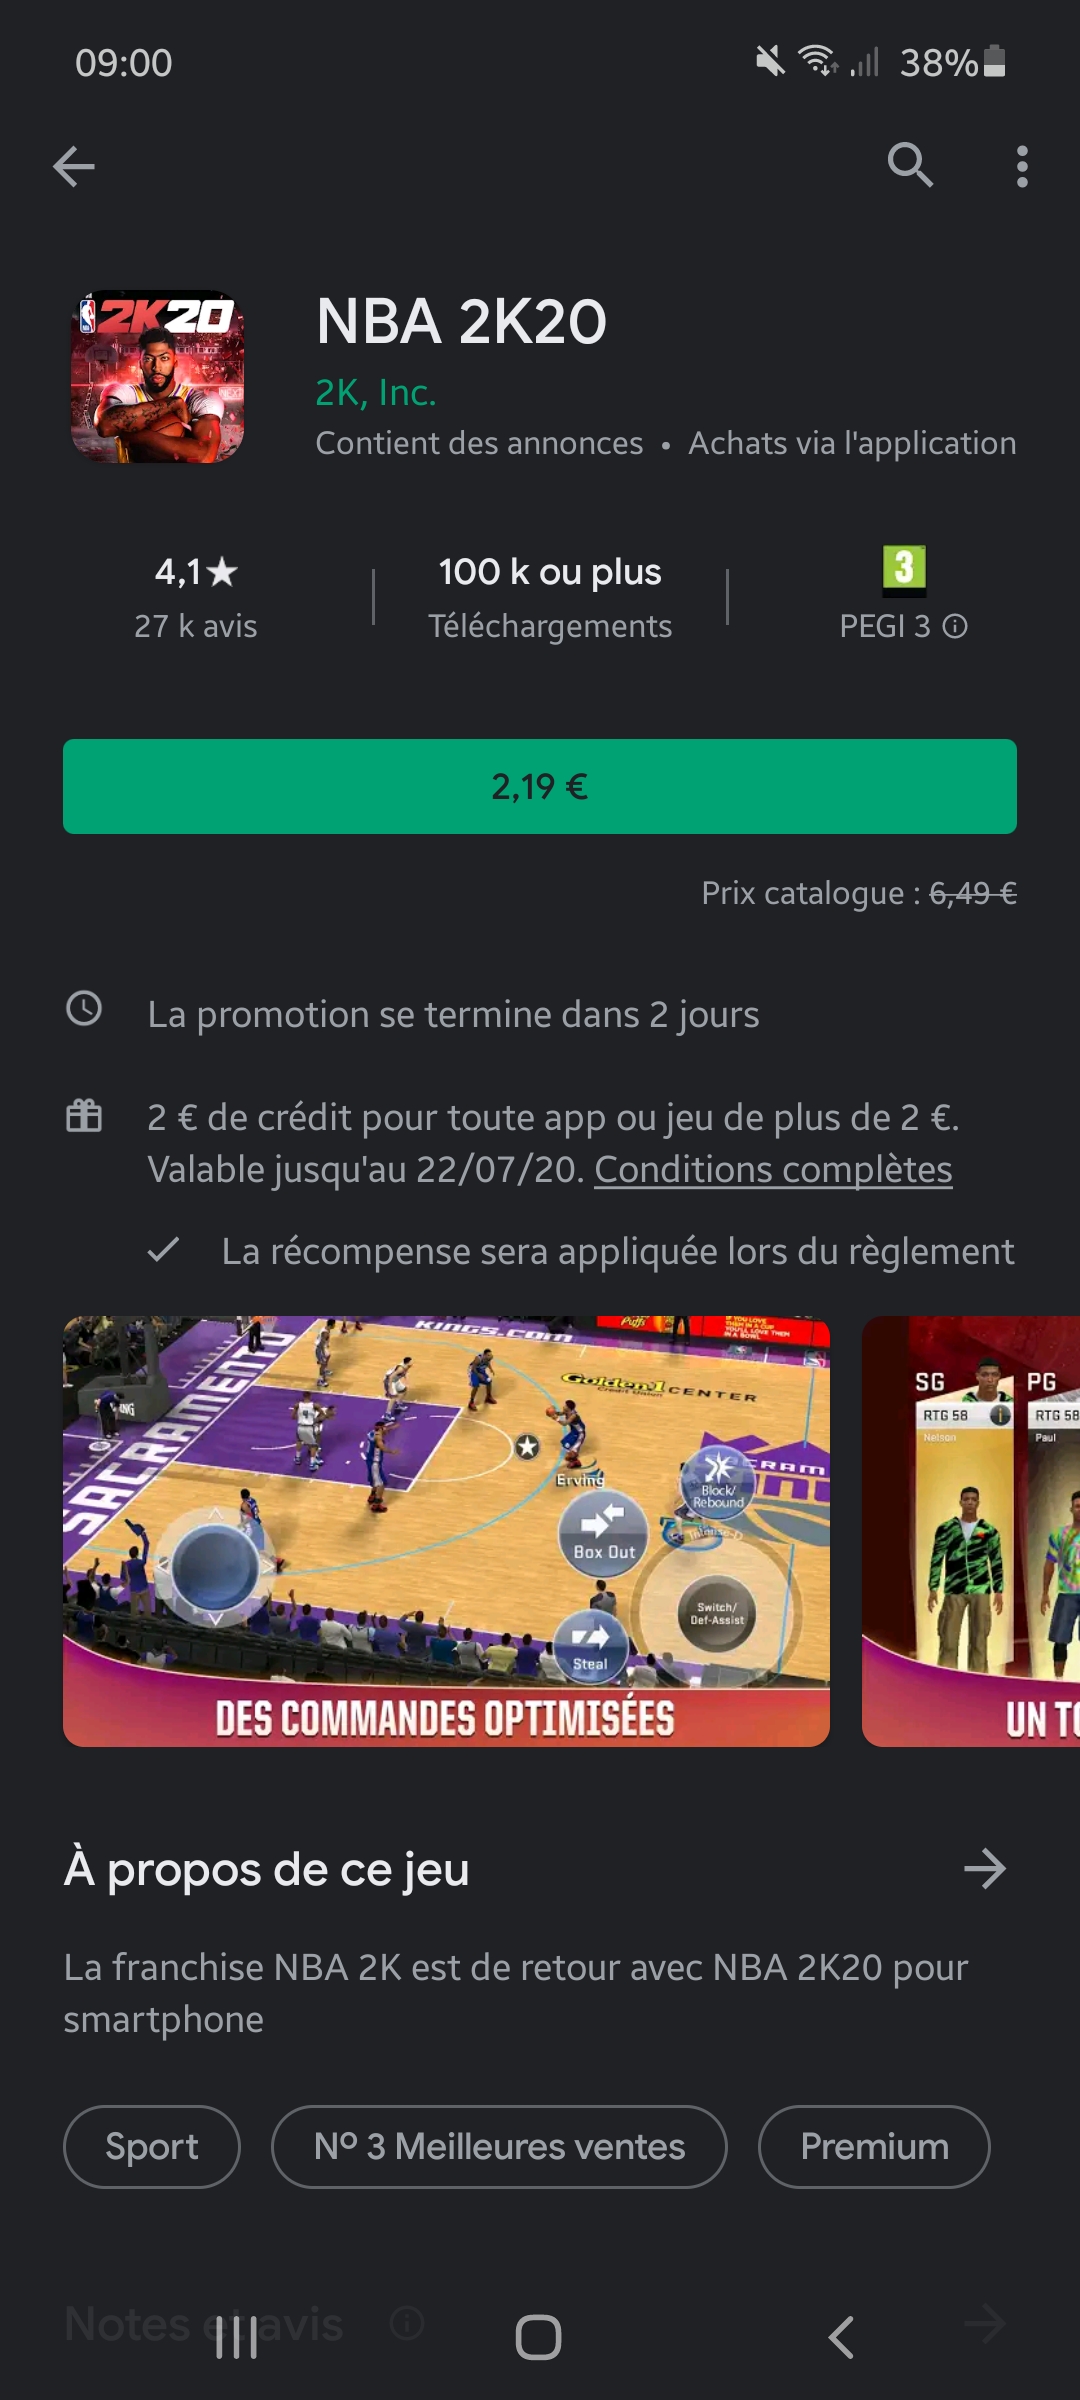 09:00
38%
2K20
NBA 2K20
2K, Inc.
Contient des annonces • Achats via l'application
4,1★
27 k avis
100 k ou plus
Téléchargements
3
PEGI 3
2,19 €
Prix catalogue : 6,49 €
La promotion se termine dans 2 jours
2 € de crédit pour toute app ou jeu de plus de 2 €.
Valable jusqu'au 22/07/20. Conditions complètes
La récompense sera appliquée lors du règlement
KINGS.COM
SACRAMENTO
Golden1 CENTER
Credit Union
Erving
Block/
Rebound
Box Out
Intense-D
Switch/
Def-Assist
Steal
DES COMMANDES OPTIMISÉES
SG
PG
RTG 58
RTG 58
Nelson
Paul
À propos de ce jeu
La franchise NBA 2K est de retour avec NBA 2K20 pour
smartphone
Sport
Nº 3 Meilleures ventes
Premium
Notes et avis